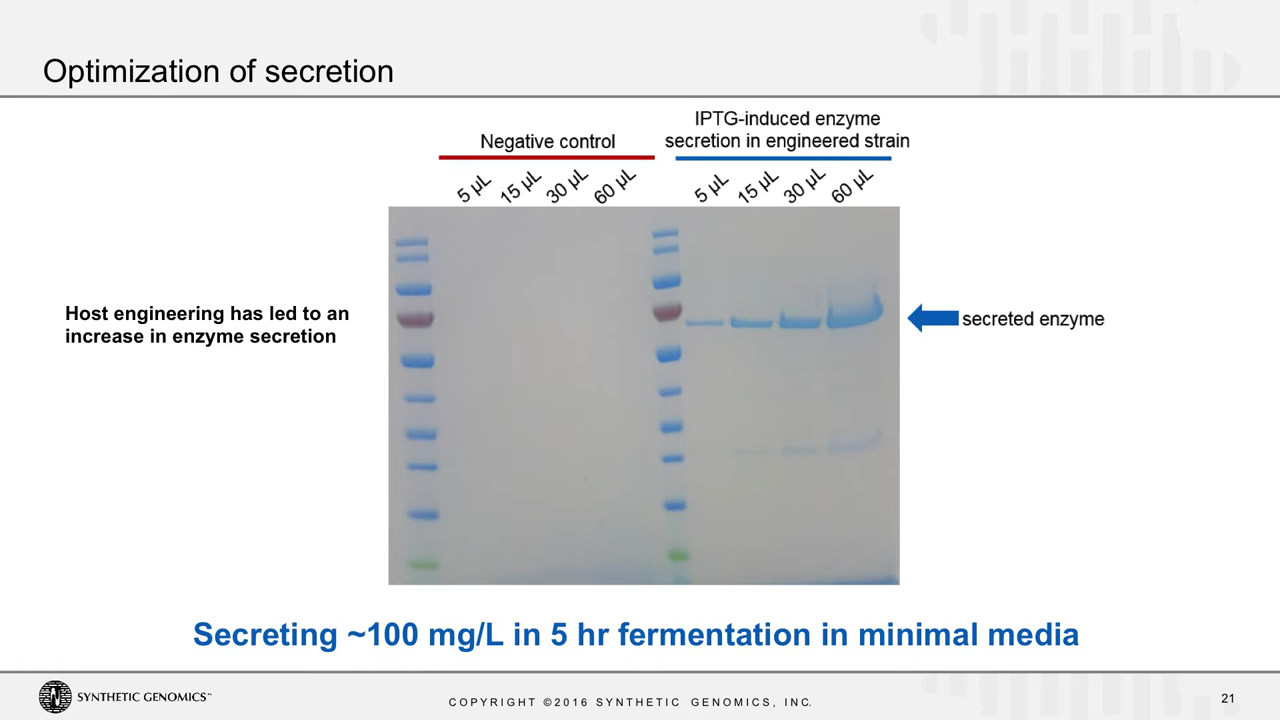 Optimization of secretion
Negative control
IPTG-induced enzyme
secretion in engineered strain
5 µL
15 µL
30 µL
60 µL
5 µL
15 µL
30 µL
60 µL
Host engineering has led to an
increase in enzyme secretion
secreted enzyme
Secreting ~100 mg/L in 5 hr fermentation in minimal media
SYNTHETIC GENOMICS™
COPYRIGHT ©2016 SYNTHETIC GENOMICS, INC.
21